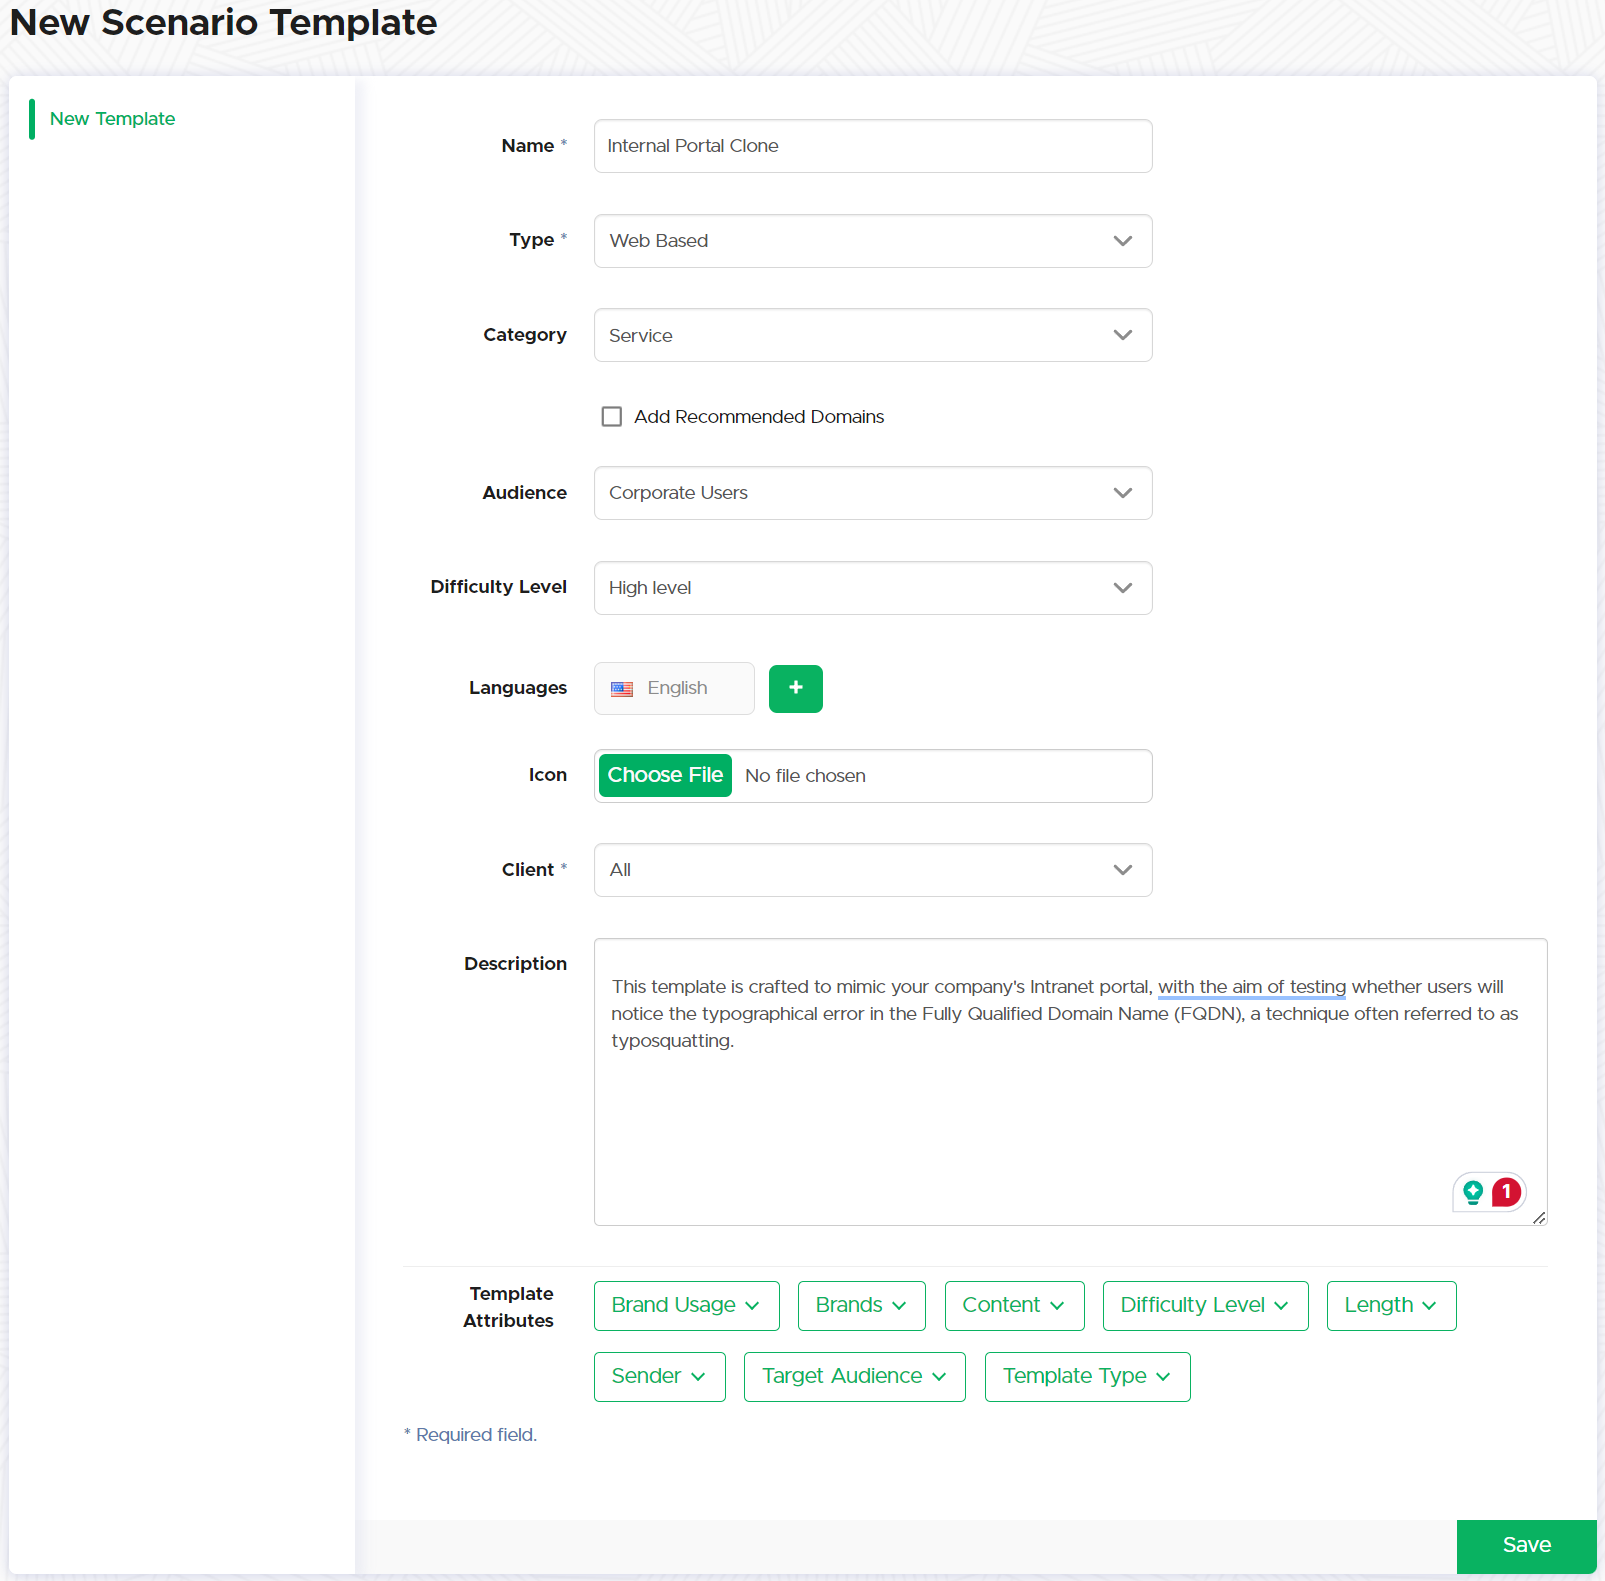 New Scenario Template
New Template
Name *
Internal Portal Clone
Type *
Web Based
Category
Service
Add Recommended Domains
Audience
Corporate Users
Difficulty Level
High level
Languages
English
+
Icon
Choose File No file chosen
Client *
All
Description
This template is crafted to mimic your company's Intranet portal, with the aim of testing whether users will
notice the typographical error in the Fully Qualified Domain Name (FQDN), a technique often referred to as
typosquatting.
1
Template
Attributes
Brand Usage Brands Content Difficulty Level Length
Sender Target Audience Template Type
* Required field.
Save